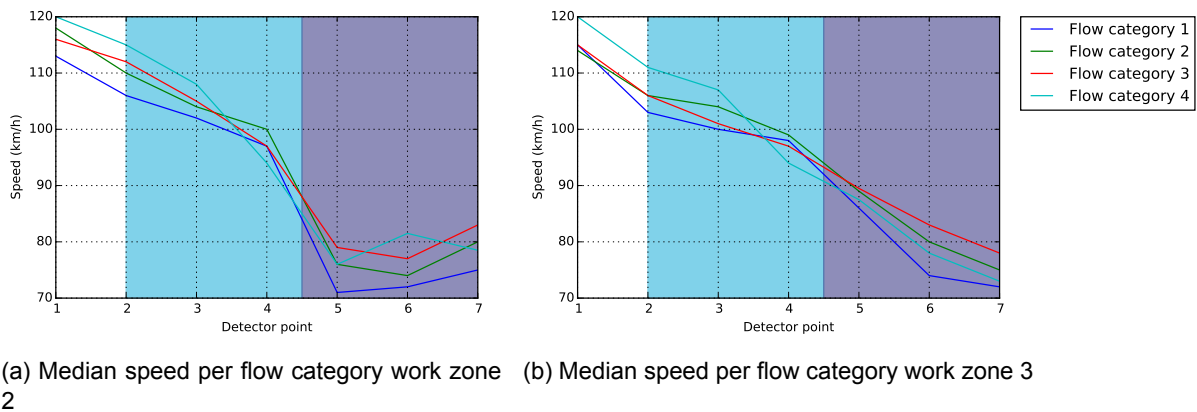 120
110
100
90
80
70
Speed (km/h)
1 2 3 4 5 6 7
Detector point
120
110
100
90
80
70
Speed (km/h)
1 2 3 4 5 6 7
Detector point
Flow category 1
Flow category 2
Flow category 3
Flow category 4
(a) Median speed per flow category work zone
2
(b) Median speed per flow category work zone 3